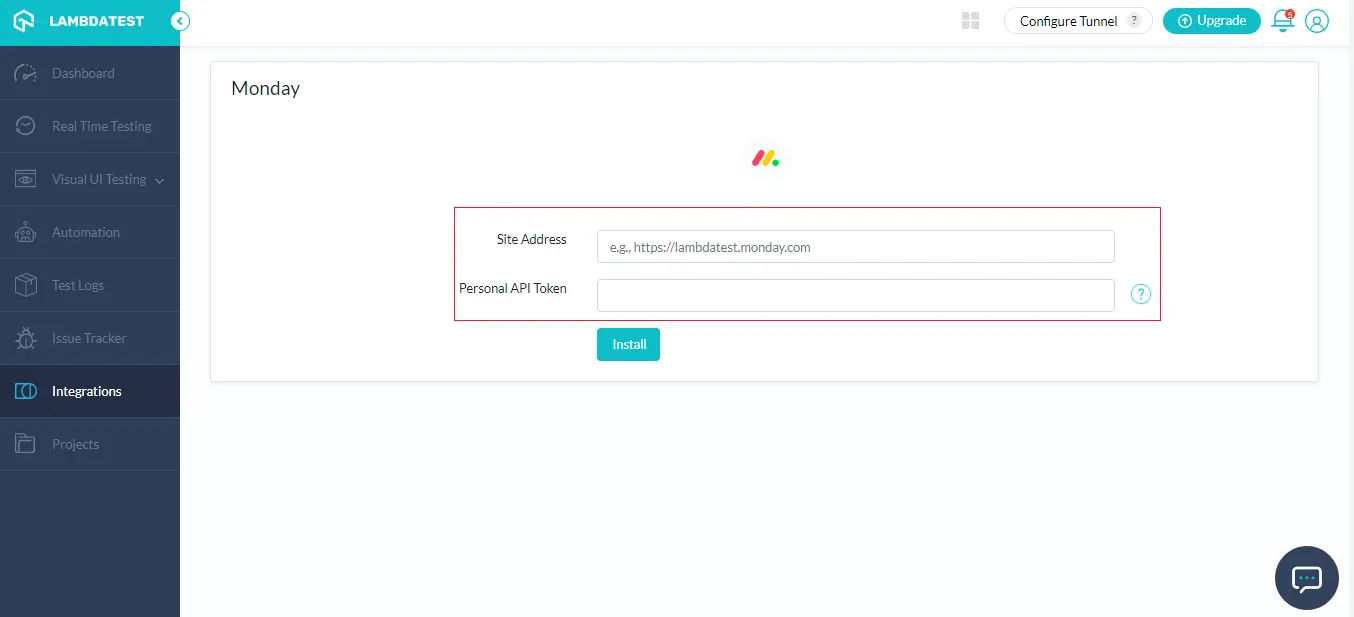 LAMBDATEST
Configure Tunnel ?
Upgrade
5
Dashboard
Real Time Testing
Visual UI Testing
Automation
Test Logs
Issue Tracker
Integrations
Projects
Monday
Site Address
e.g., https://lambdatest.monday.com
Personal API Token
?
Install